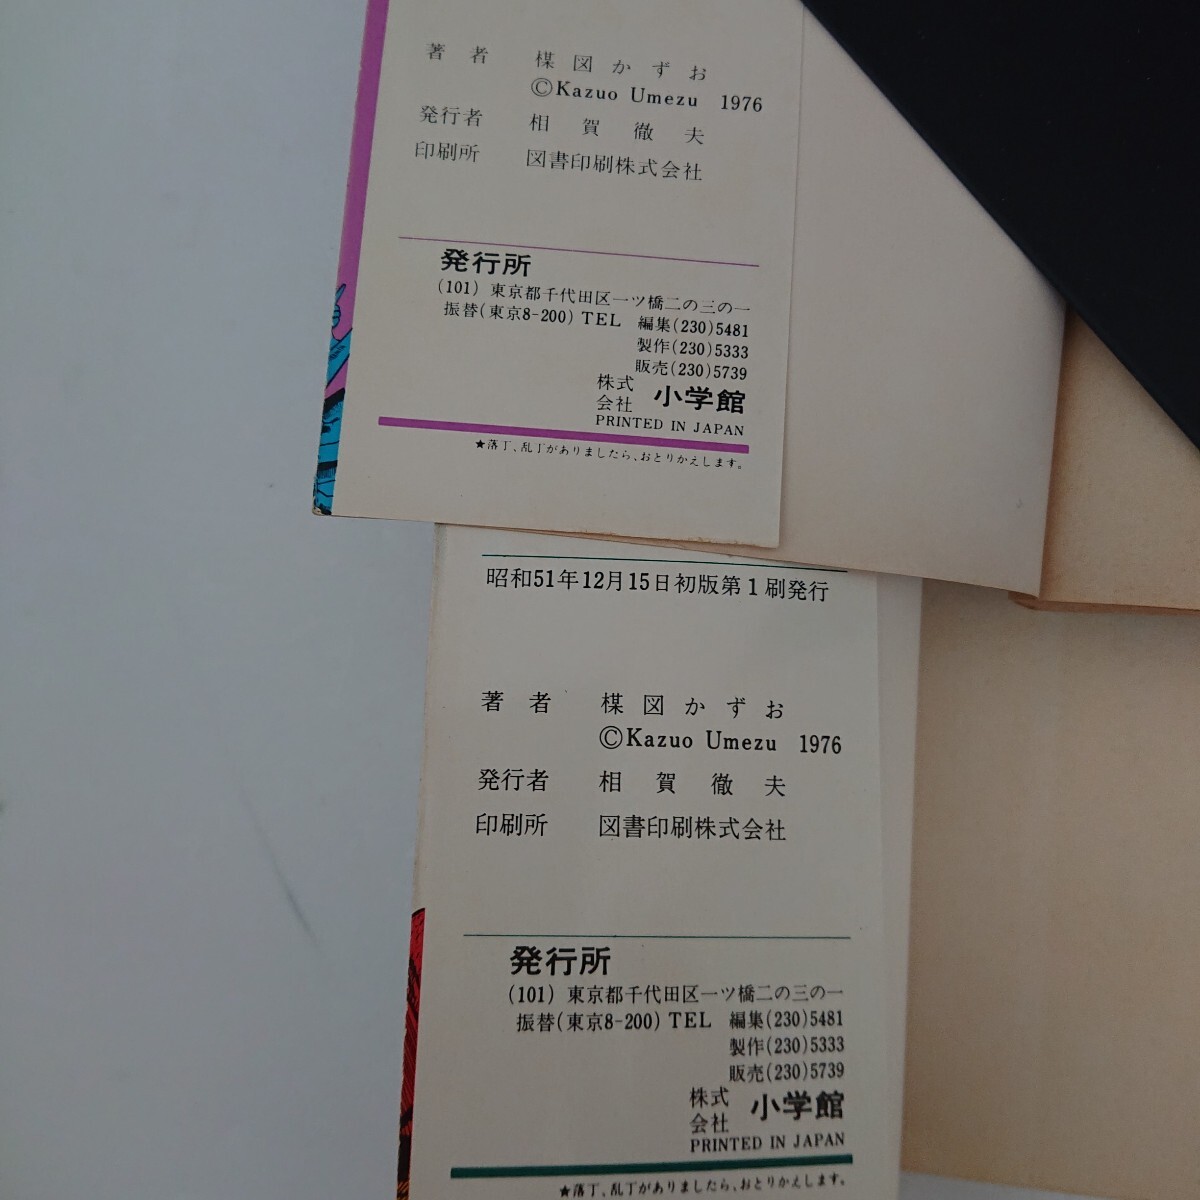 著者 楳図かずお
©Kazuo Umezu 1976
発行者 相賀徹夫
印刷所 図書印刷株式会社
発行所
(101) 東京都千代田区一ツ橋二の三の一
振替(東京8-200) TEL 編集(230)5481
製作(230)5333
販売(230)5739
株式会社 小学館
PRINTED IN JAPAN
★落丁、乱丁がありましたら、おとりかえします。
昭和51年12月15日初版第1刷発行
著者 楳図かずお
©Kazuo Umezu 1976
発行者 相賀徹夫
印刷所 図書印刷株式会社
発行所
(101) 東京都千代田区一ツ橋二の三の一
振替(東京8-200) TEL 編集(230)5481
製作(230)5333
販売(230)5739
株式会社 小学館
PRINTED IN JAPAN
★落丁、乱丁がありましたら、おとりかえします。